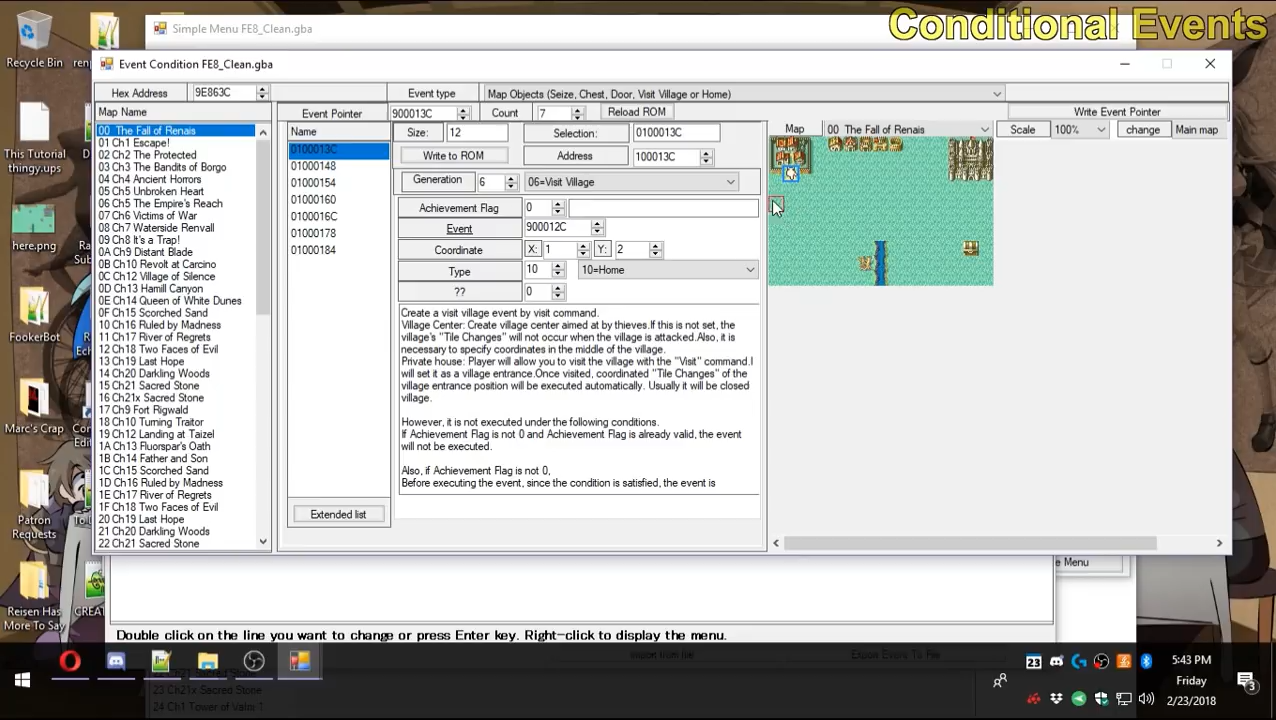 Conditional Events
Simple Menu FE8_Clean.gba
Recycle Bin
Event Condition FE8_Clean.gba
Hex Address
9E863C
Event type
Map Objects (Seize, Chest, Door, Visit Village or Home)
Map Name
Event Pointer
900013C
Count
7
Reload ROM
Write Event Pointer
00 The Fall of Renais
01 Ch1 Escape!
02 Ch2 The Protected
03 Ch3 The Bandits of Borgo
04 Ch4 Ancient Horrors
05 Ch5 Unbroken Heart
06 Ch5 The Empire's Reach
07 Ch6 Victims of War
08 Ch7 Waterside Renvall
09 Ch8 It's a Trap!
0A Ch9 Distant Blade
0B Ch10 Revolt at Carcino
0C Ch12 Village of Silence
0D Ch13 Hamill Canyon
0E Ch14 Queen of White Dunes
0F Ch15 Scorched Sand
10 Ch16 Ruled by Madness
11 Ch17 River of Regrets
12 Ch18 Two Faces of Evil
13 Ch19 Last Hope
14 Ch20 Darkling Woods
15 Ch21 Sacred Stone
16 Ch21x Sacred Stone
17 Ch9 Fort Rigwald
18 Ch10 Turning Traitor
19 Ch12 Landing at Taizel
1A Ch13 Fluorspar's Oath
1B Ch14 Father and Son
1C Ch15 Scorched Sand
1D Ch16 Ruled by Madness
1E Ch17 River of Regrets
1F Ch18 Two Faces of Evil
20 Ch19 Last Hope
21 Ch20 Darkling Woods
22 Ch21 Sacred Stone
Name
0100013C
01000148
01000154
01000160
0100016C
01000178
01000184
Extended list
Size:
12
Selection:
0100013C
Write to ROM
Address
100013C
Generation
6
06=Visit Village
Achievement Flag
0
Event
900012C
Coordinate
X:
1
Y:
2
Type
10
10=Home
??
0
Create a visit village event by visit command.
Village Center: Create village center aimed at by thieves.If this is not set, the
village's "Tile Changes" will not occur when the village is attacked.Also, it is
necessary to specify coordinates in the middle of the village.
Private house: Player will allow you to visit the village with the "Visit" command.I
will set it as a village entrance.Once visited, coordinated "Tile Changes" of the
village entrance position will be executed automatically. Usually it will be closed
village.
However, it is not executed under the following conditions.
If Achievement Flag is not 0 and Achievement Flag is already valid, the event
will not be executed.
Also, if Achievement Flag is not 0,
Before executing the event, since the condition is satisfied, the event is
Map
00 The Fall of Renais
Scale
100%
change
Main map
This Tutorial
here.png
FookerBot
Marc's Crap
Patron
Requests
Reisen Has
More To Say
CREAT
e Menu
Double click on the line you want to change or press Enter key. Right-click to display the menu.
23 Ch21x Sacred Stone
24 Ch1 Tower of Valor 1
23
5:43 PM
Friday
2/23/2018
3